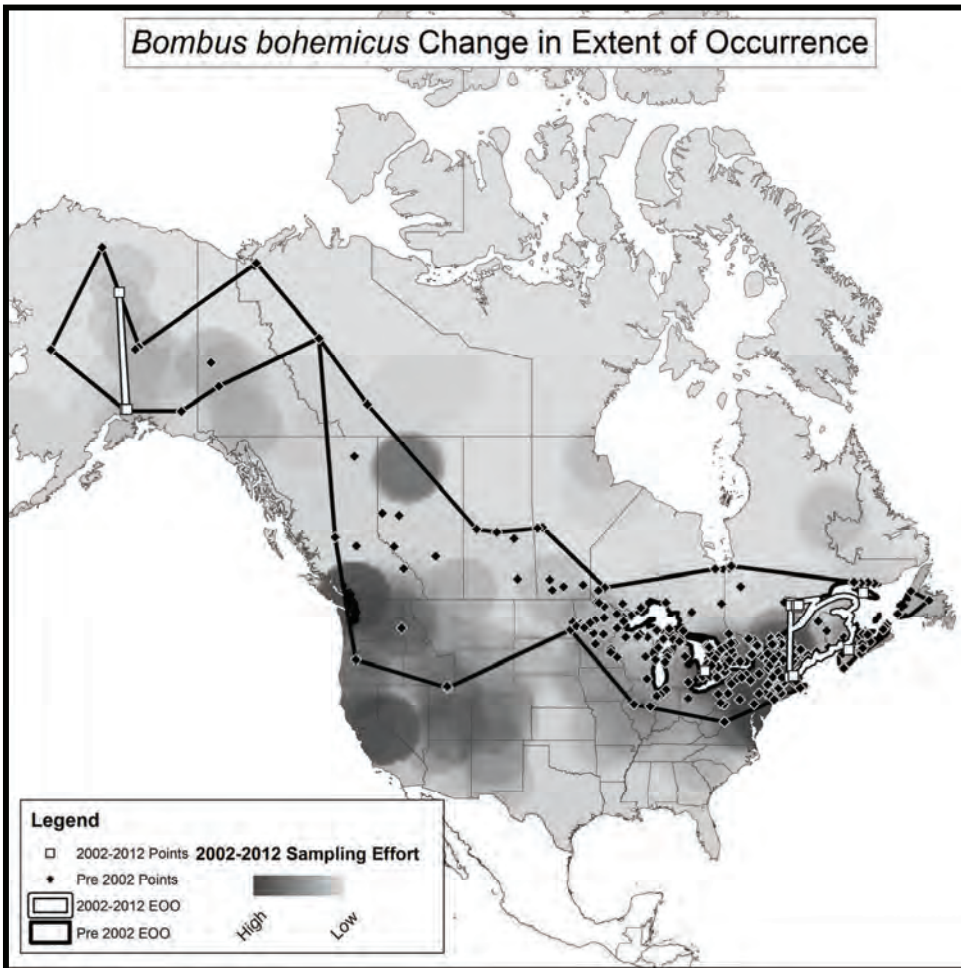 Bombus bohemicus Change in Extent of Occurrence
Legend
2002-2012 Points
Pre 2002 Points
2002-2012 EOO
Pre 2002 EOO
2002-2012 Sampling Effort
High
Low